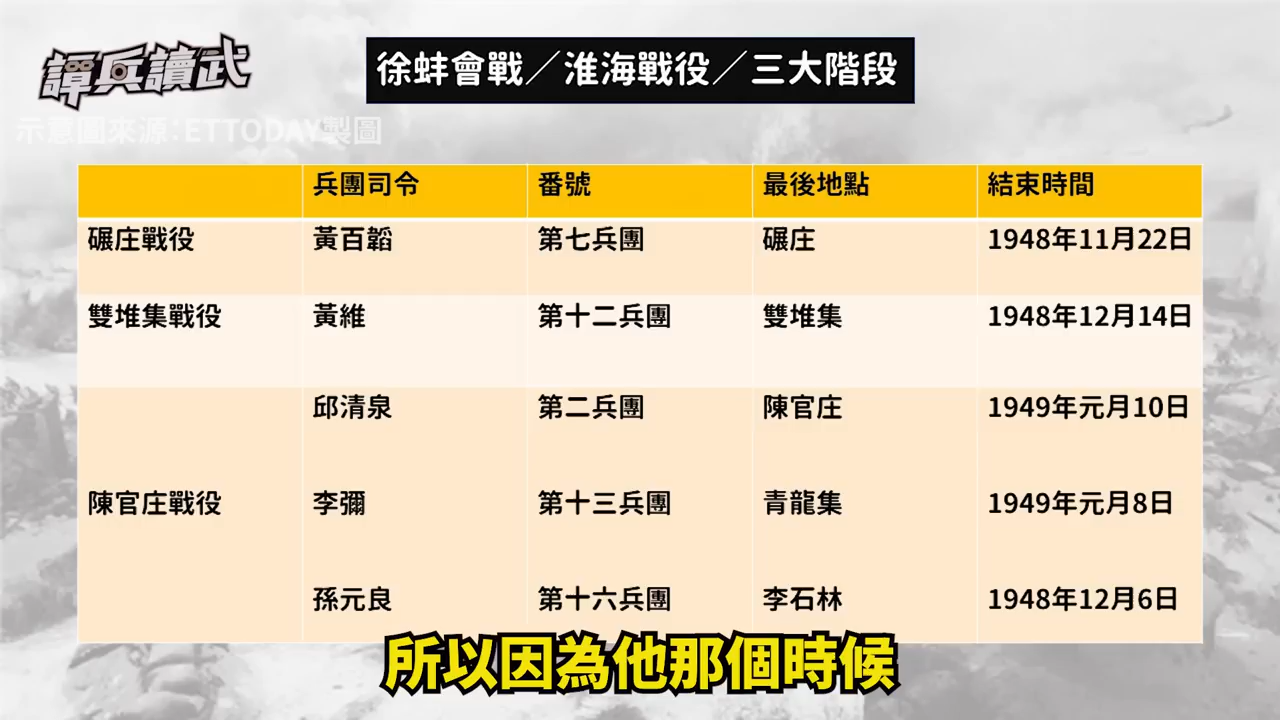 譚兵讀武
徐蚌會戰／淮海戰役／三大階段
示意圖來源:ETTODAY製圖
兵團司令 番號 最後地點 結束時間
碾庄戰役 黃百韜 第七兵團 碾庄 1948年11月22日
雙堆集戰役 黃維 第十二兵團 雙堆集 1948年12月14日
邱清泉 第二兵團 陳官庄 1949年元月10日
陳官庄戰役 李彌 第十三兵團 青龍集 1949年元月8日
孫元良 第十六兵團 李石林 1948年12月6日
所以因為他那個時候